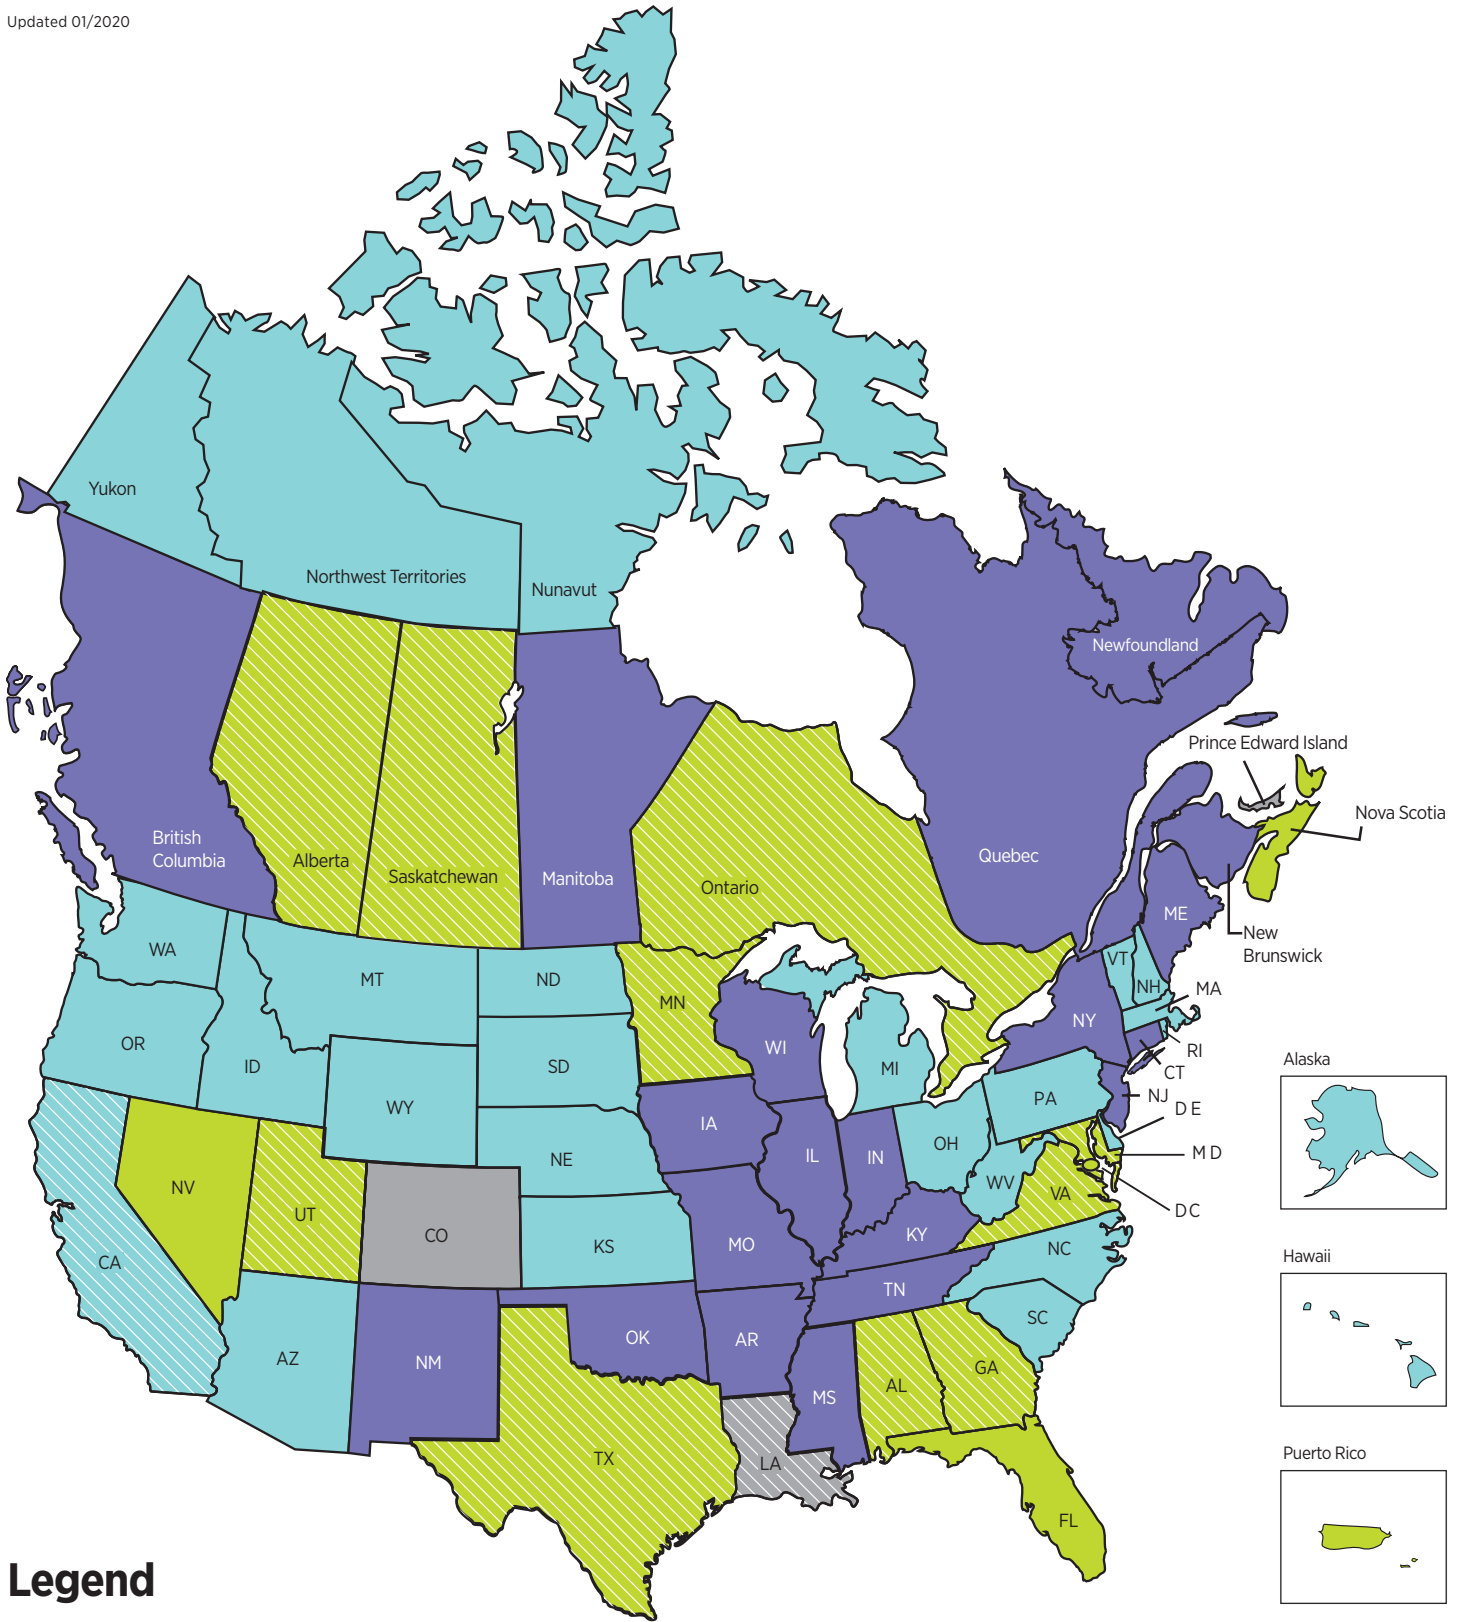 Updated 01/2020
Yukon
Northwest Territories
Nunavut
Newfoundland
Prince Edward Island
Nova Scotia
British
Columbia
Alberta
Saskatchewan
Manitoba
Ontario
Quebec
ME
New
Brunswick
WA
MT
ND
MN
VT
NH
MA
OR
ID
SD
WI
MI
NY
RI
CT
Alaska
WY
PA
NJ
DE
IA
NE
IL
IN
OH
MD
NV
UT
CO
KS
MO
KY
WV
VA
DC
CA
NC
Hawaii
AZ
NM
OK
AR
TN
SC
MS
AL
GA
TX
LA
FL
Puerto Rico
Legend